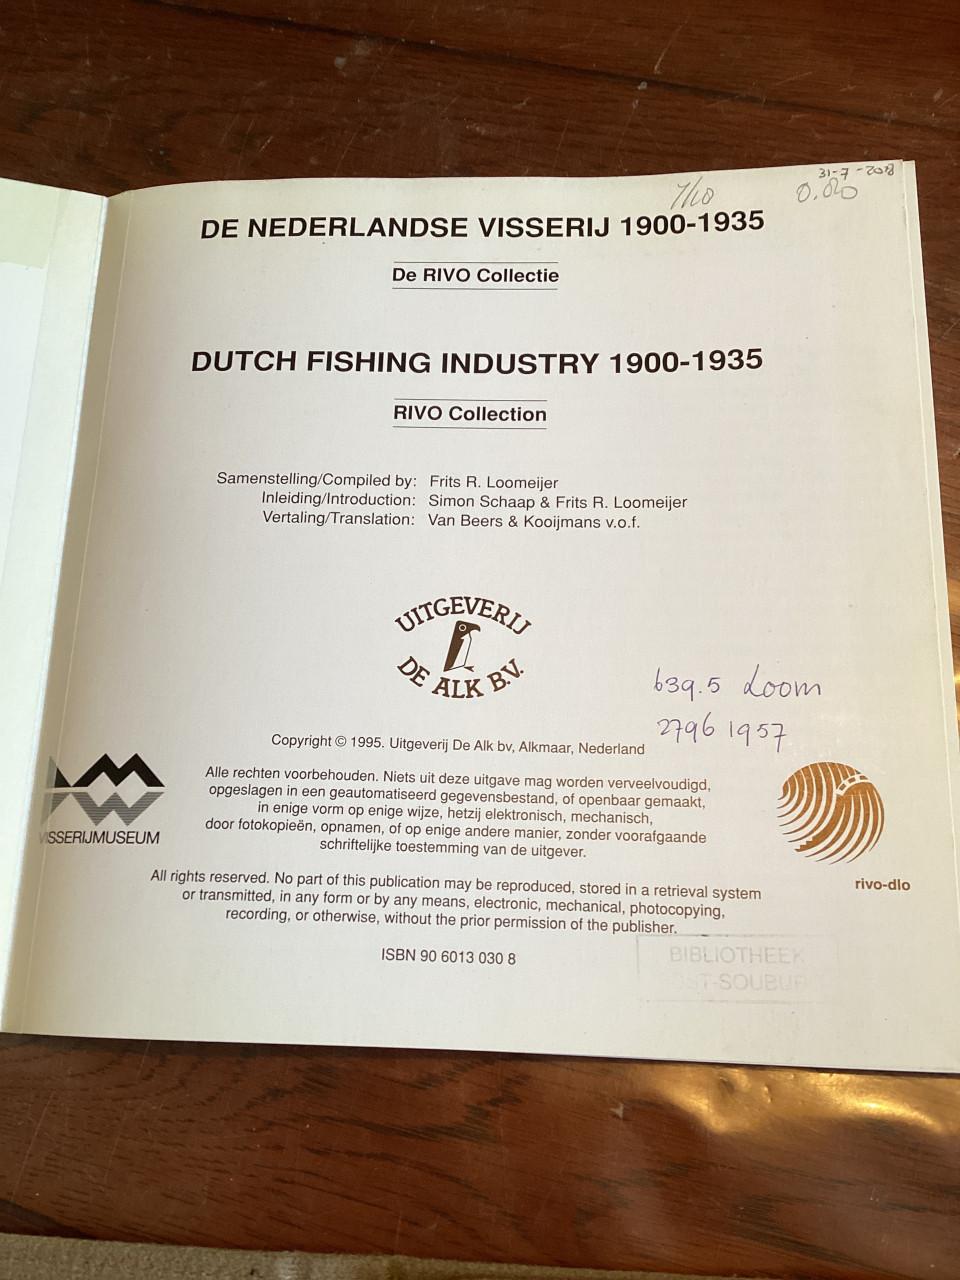 31-7-2018
7/10 0.80
DE NEDERLANDSE VISSERIJ 1900-1935
De RIVO Collectie
DUTCH FISHING INDUSTRY 1900-1935
RIVO Collection
Samenstelling/Compiled by: Frits R. Loomeijer
Inleiding/Introduction: Simon Schaap & Frits R. Loomeijer
Vertaling/Translation: Van Beers & Kooijmans v.o.f.
UITGEVERIJ
DE ALK B.V.
639.5 Loom
2796 1957
Copyright © 1995. Uitgeverij De Alk bv, Alkmaar, Nederland
Alle rechten voorbehouden. Niets uit deze uitgave mag worden verveelvoudigd,
opgeslagen in een geautomatiseerd gegevensbestand, of openbaar gemaakt,
in enige vorm op enige wijze, hetzij elektronisch, mechanisch,
door fotokopieën, opnamen, of op enige andere manier, zonder voorafgaande
schriftelijke toestemming van de uitgever.
VISSERIJMUSEUM
rivo-dlo
All rights reserved. No part of this publication may be reproduced, stored in a retrieval system
or transmitted, in any form or by any means, electronic, mechanical, photocopying,
recording, or otherwise, without the prior permission of the publisher.
ISBN 90 6013 030 8
BIBLIOTHEEK
ST-SOUBUR